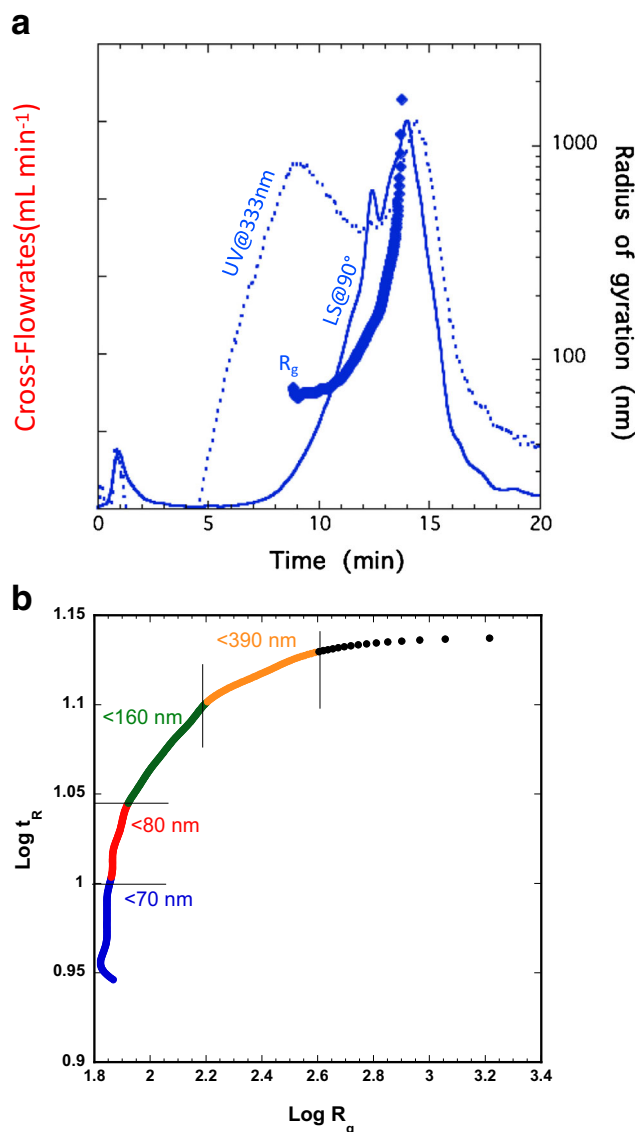 a
Cross-Flowrates(mL min-1)
UV@333nm
LS@90°
Rg
1000
100
Radius of gyration (nm)
0
5
10
15
20
Time (min)
b
1.15
1.1
1.05
1
0.95
0.9
Log tR
<390 nm
<160 nm
<80 nm
<70 nm
1.8
2
2.2
2.4
2.6
2.8
3
3.2
3.4
Log Rg